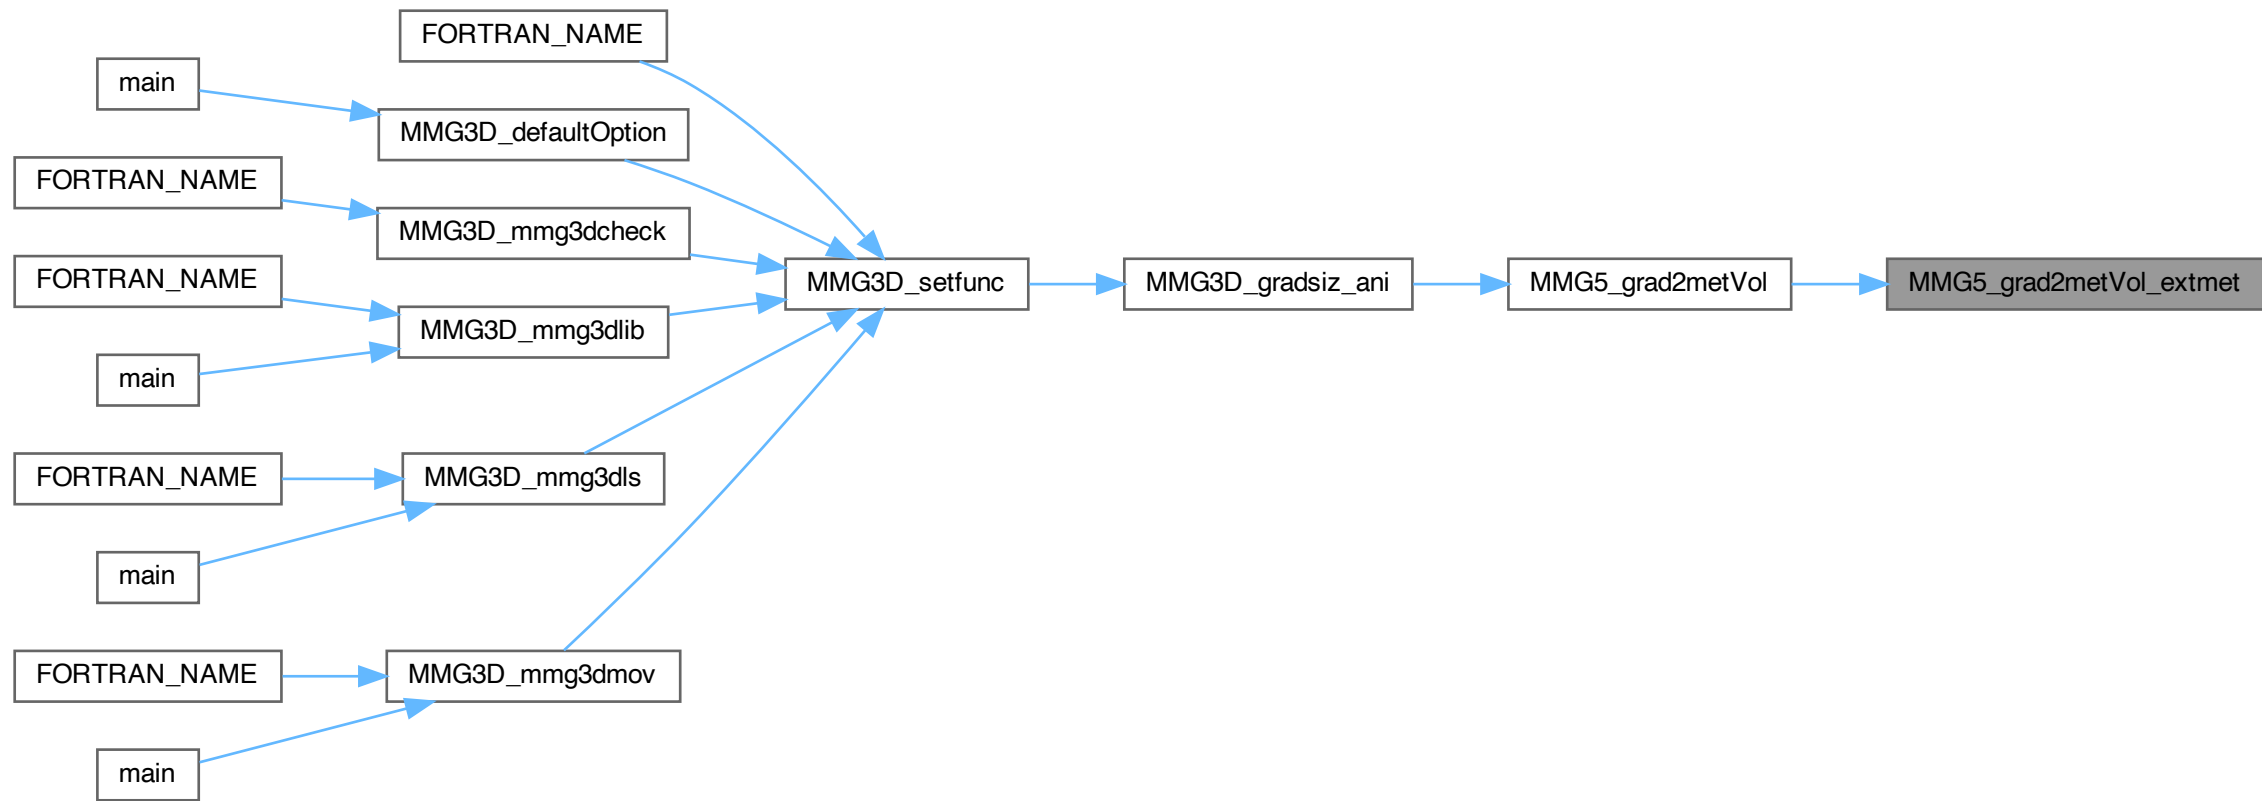 FORTRAN_NAME
main
MMG3D_defaultOption
FORTRAN_NAME
MMG3D_mmg3dcheck
FORTRAN_NAME
MMG3D_setfunc
MMG3D_gradsiz_ani
MMG5_grad2metVol
MMG5_grad2metVol_extmet
MMG3D_mmg3dlib
main
FORTRAN_NAME
MMG3D_mmg3dls
main
FORTRAN_NAME
MMG3D_mmg3dmov
main